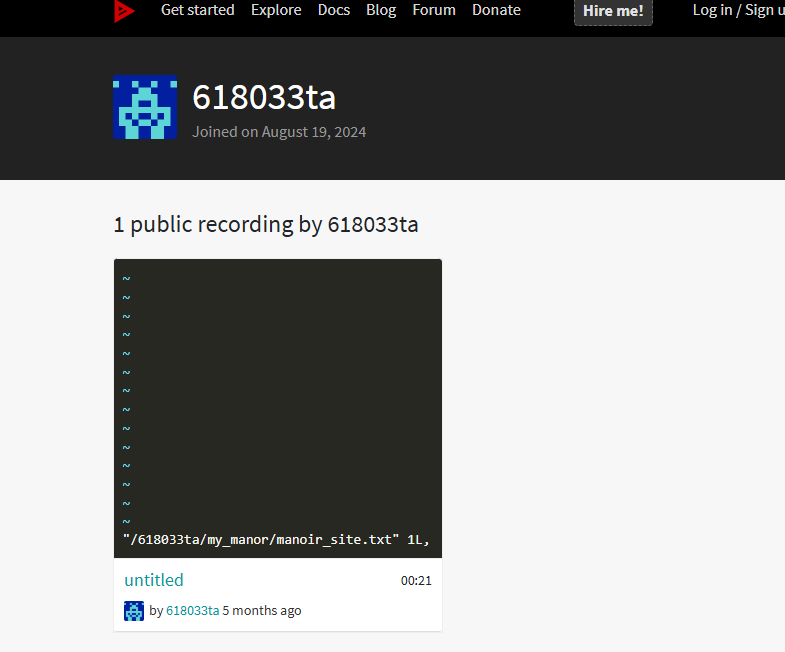 Get started Explore Docs Blog Forum Donate Hire me! Log in / Sign u
618033ta
Joined on August 19, 2024
1 public recording by 618033ta
~
~
~
~
~
~
~
~
~
~
~
~
~
~
"/618033ta/my_manor/manoir_site.txt" 1L,
untitled 00:21
by 618033ta 5 months ago